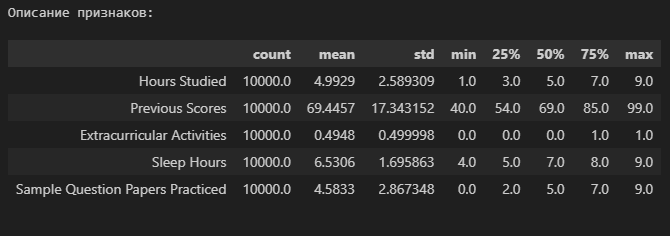 Описание признаков:
count mean std min 25% 50% 75% max
Hours Studied 10000.0 4.9929 2.589309 1.0 3.0 5.0 7.0 9.0
Previous Scores 10000.0 69.4457 17.343152 40.0 54.0 69.0 85.0 99.0
Extracurricular Activities 10000.0 0.4948 0.499998 0.0 0.0 0.0 1.0 1.0
Sleep Hours 10000.0 6.5306 1.695863 4.0 5.0 7.0 8.0 9.0
Sample Question Papers Practiced 10000.0 4.5833 2.867348 0.0 2.0 5.0 7.0 9.0